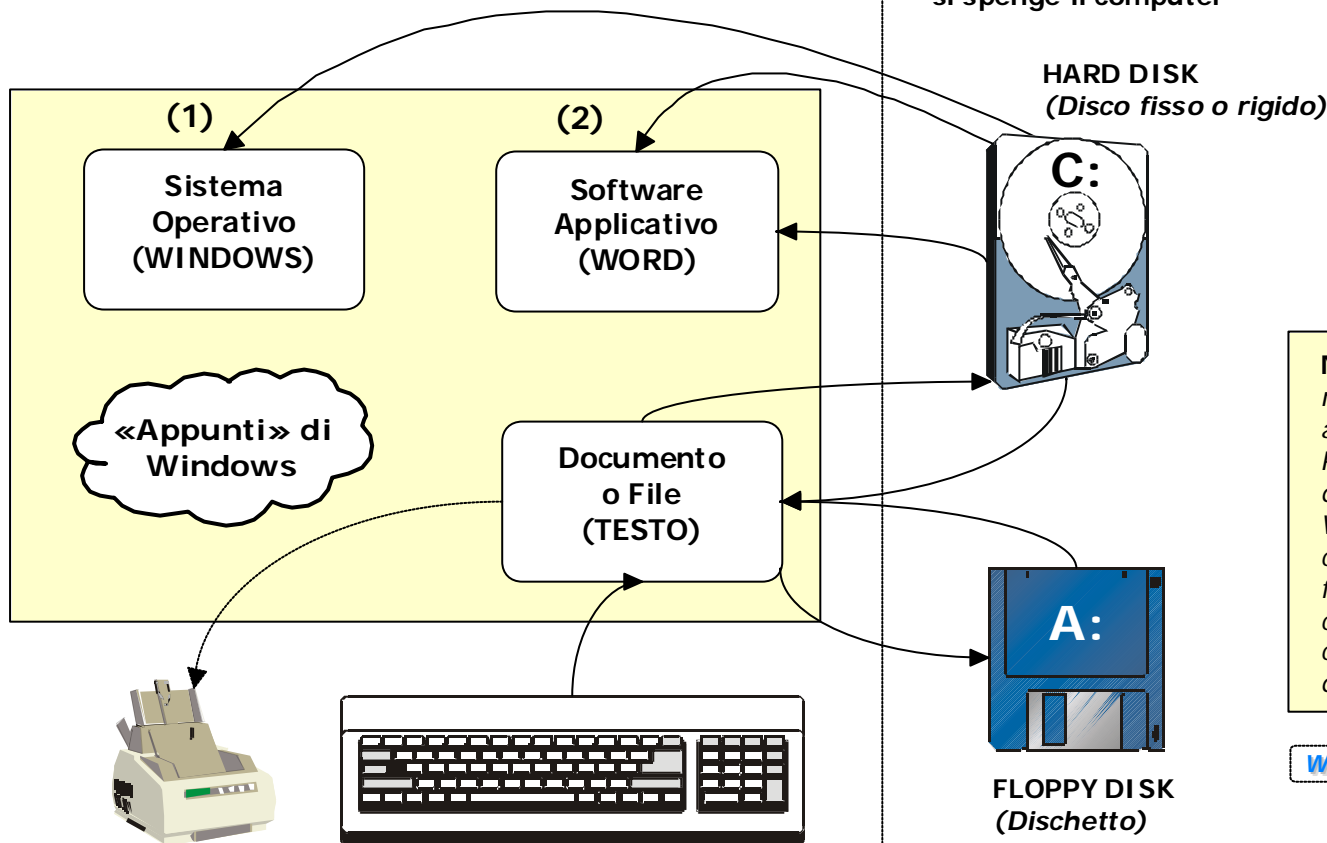 si spenge il computer
HARD DISK
(Disco fisso o rigido)
C:
(1)
(2)
Sistema
Operativo
(WINDOWS)
Software
Applicativo
(WORD)
«Appunti» di
Windows
Documento
o File
(TESTO)
A:
FLOPPY DISK
(Dischetto)